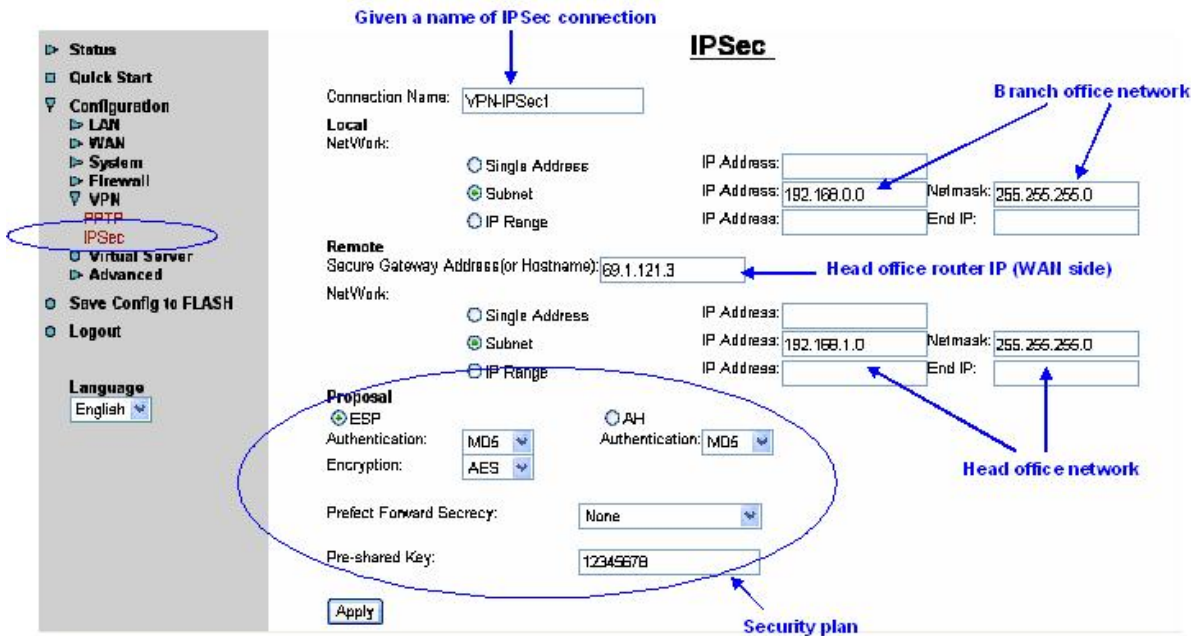 Given a name of IPSec connection
IPSec
Status
Quick Start
Configuration
LAN
WAN
System
Firewall
VPN
PPTP
IPSec
Virtual Server
Advanced
Save Config to FLASH
Logout
Language
English
Connection Name: VPN-IPSec1
Branch office network
Local
NetWork:
Single Address IP Address:
Subnet IP Address: 192.168.0.0 Netmask: 255.255.255.0
IP Range IP Address: End IP:
Remote
Secure Gateway Address(or Hostname): 69.1.121.3 Head office router IP (WAN side)
NetWork:
Single Address IP Address:
Subnet IP Address: 192.168.1.0 Netmask: 255.255.255.0
IP Range IP Address: End IP:
Proposal
ESP AH
Authentication: MD5 Authentication: MD5
Encryption: AES
Head office network
Prefect Forward Secrecy: None
Pre-shared Key: 12345678
Apply
Security plan